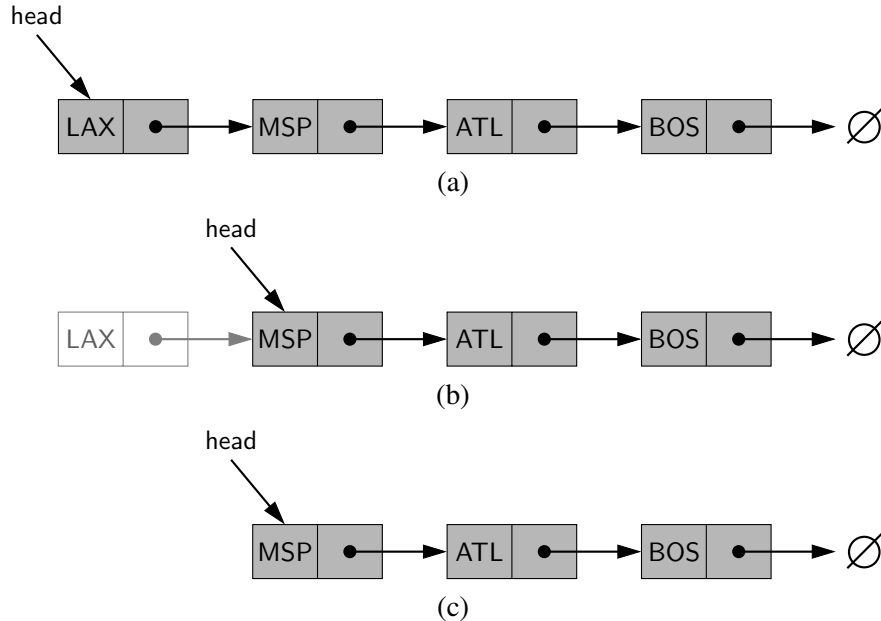 head
LAX MSP ATL BOS ∅
(a)
head
LAX MSP ATL BOS ∅
(b)
head
MSP ATL BOS ∅
(c)